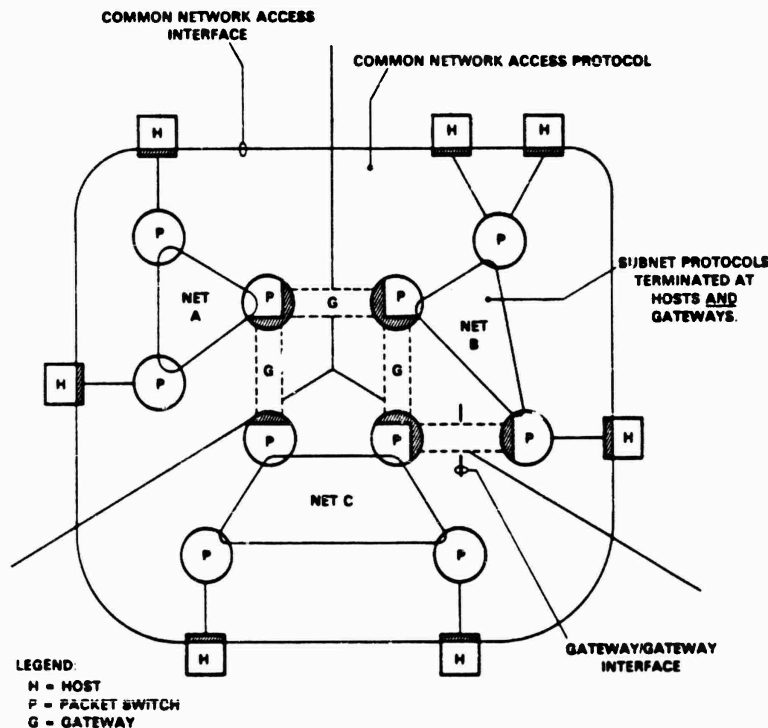 COMMON NETWORK ACCESS
INTERFACE
COMMON NETWORK ACCESS PROTOCOL
H
H
H
P
P
SUBNET PROTOCOLS
TERMINATED AT
HOSTS AND
GATEWAYS.
NET
A
P
G
P
NET
B
G
G
H
P
P
P
P
H
NET C
P
P
H
H
GATEWAY/GATEWAY
INTERFACE
LEGEND:
H = HOST
P = PACKET SWITCH
G = GATEWAY